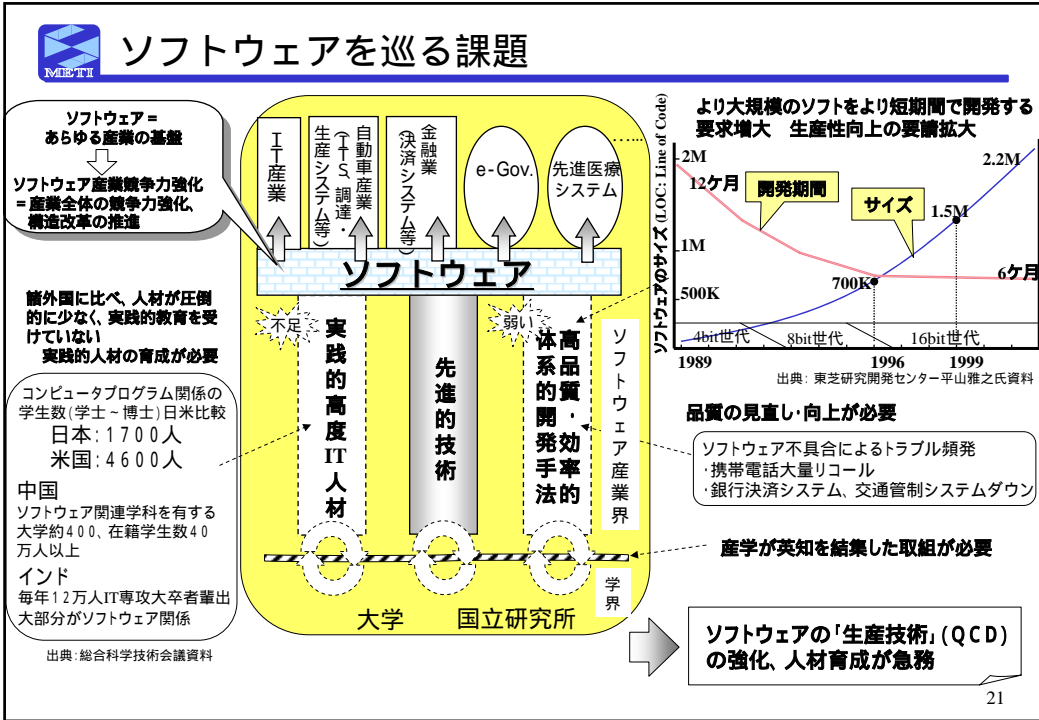 METI
ソフトウェアを巡る課題
ソフトウェア＝
あらゆる産業の基盤
ソフトウェア産業競争力強化
＝産業全体の競争力強化、
構造改革の推進
IT産業
自動車産業
(ITS、調達・
生産システム等)
金融業
(決済システム等)
e-Gov.
先進医療
システム
......
ソフトウェア
不足
実践的高度IT人材
先進的技術
弱い
高品質・効率的
体系的開発手法
ソフトウェア産業界
学界
大学
国立研究所
諸外国に比べ、人材が圧倒
的に少なく、実践的教育を受
けていない
実践的人材の育成が必要
コンピュータプログラム関係の
学生数(学士～博士)日米比較
日本：1700人
米国：4600人
中国
ソフトウェア関連学科を有する
大学約400、在籍学生数40
万人以上
インド
毎年12万人IT専攻大卒者輩出
大部分がソフトウェア関係
出典：総合科学技術会議資料
より大規模のソフトをより短期間で開発する
要求増大　生産性向上の要請拡大
ソフトウェアのサイズ(LOC: Line of Code)
2M
12ケ月
開発期間
サイズ
2.2M
1.5M
1M
700K
6ケ月
500K
4bit世代
8bit世代
16bit世代
1989
1996
1999
出典：東芝研究開発センター平山雅之氏資料
品質の見直し・向上が必要
ソフトウェア不具合によるトラブル頻発
・携帯電話大量リコール
・銀行決済システム、交通管制システムダウン
産学が英知を結集した取組が必要
ソフトウェアの「生産技術」(QCD)
の強化、人材育成が急務
21